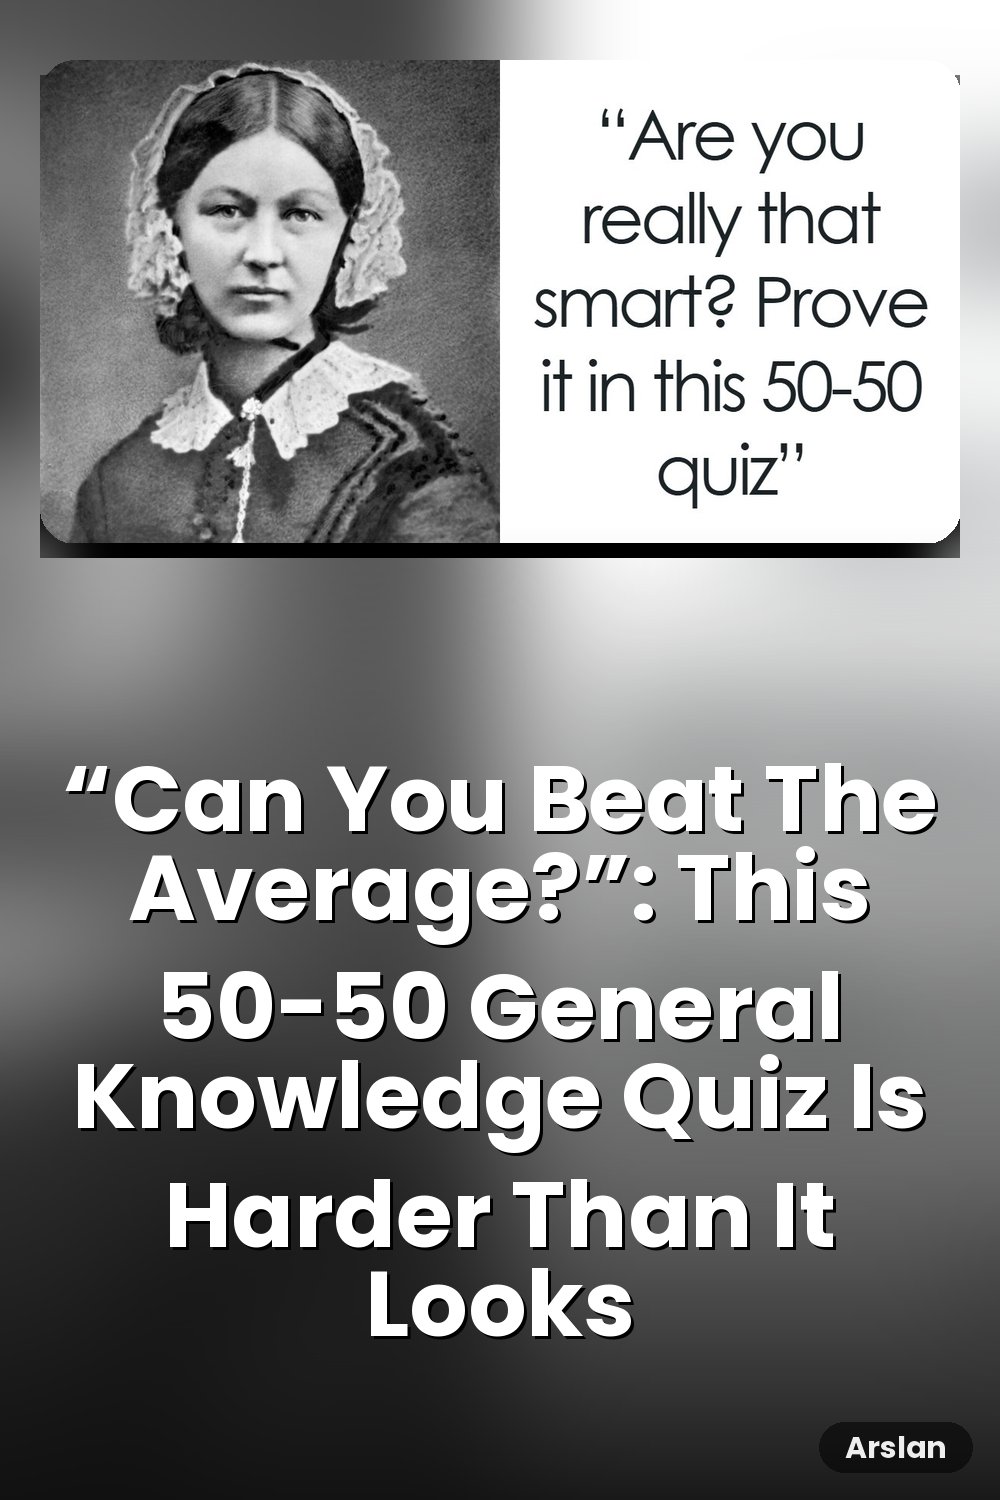 “Are you
really that
smart? Prove
it in this 50-50
quiz”
“Can You Beat The
Average?”: This
50-50 General
Knowledge Quiz Is
Harder Than It
Looks
Arslan